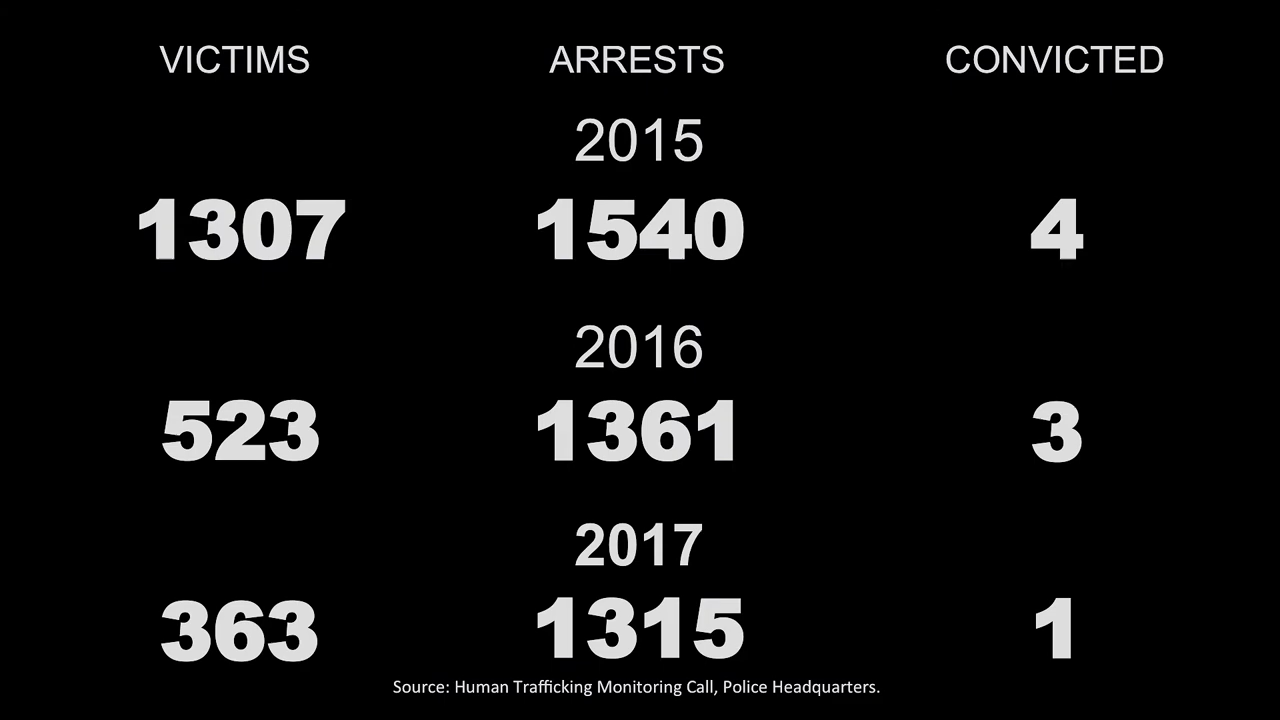 VICTIMS ARRESTS CONVICTED
2015
1307 1540 4
2016
523 1361 3
2017
363 1315 1
Source: Human Trafficking Monitoring Call, Police Headquarters.